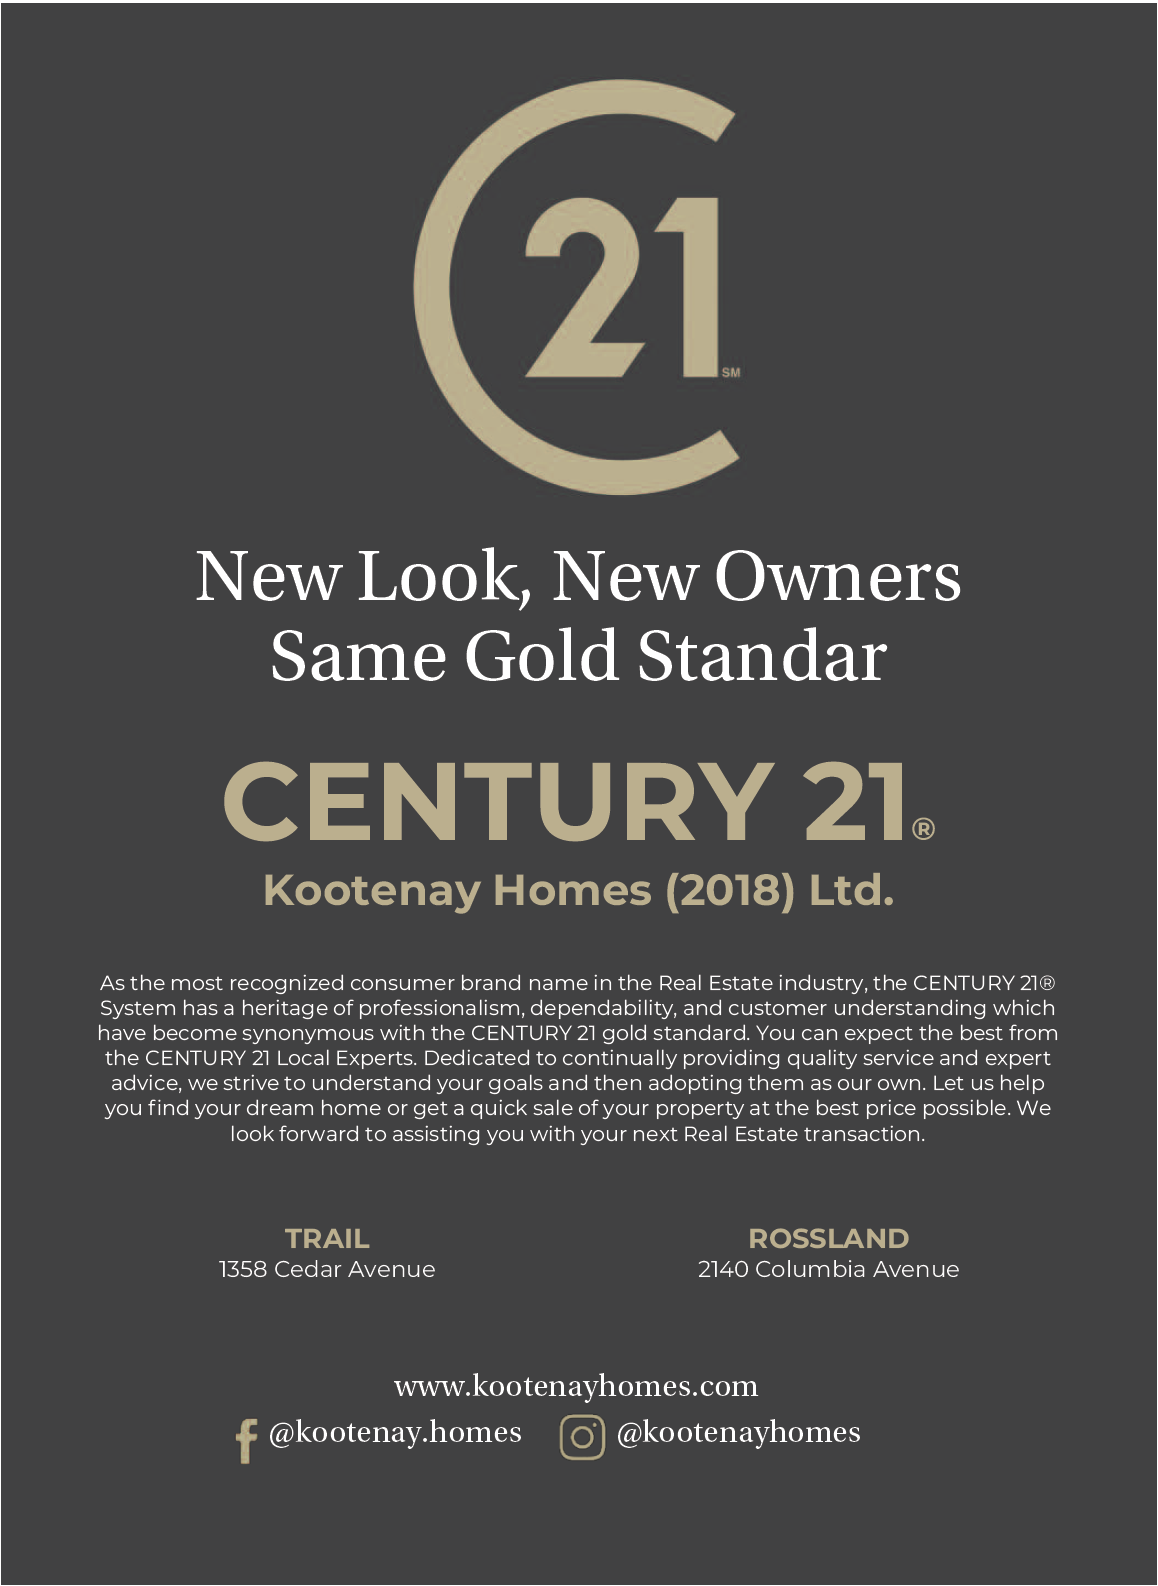 C21 SM
New Look, New Owners
Same Gold Standar
CENTURY 21®
Kootenay Homes (2018) Ltd.
As the most recognized consumer brand name in the Real Estate industry, the CENTURY 21®
System has a heritage of professionalism, dependability, and customer understanding which
have become synonymous with the CENTURY 21 gold standard. You can expect the best from
the CENTURY 21 Local Experts. Dedicated to continually providing quality service and expert
advice, we strive to understand your goals and then adopting them as our own. Let us help
you find your dream home or get a quick sale of your property at the best price possible. We
look forward to assisting you with your next Real Estate transaction.
TRAIL
1358 Cedar Avenue
ROSSLAND
2140 Columbia Avenue
www.kootenayhomes.com
@kootenay.homes @kootenayhomes